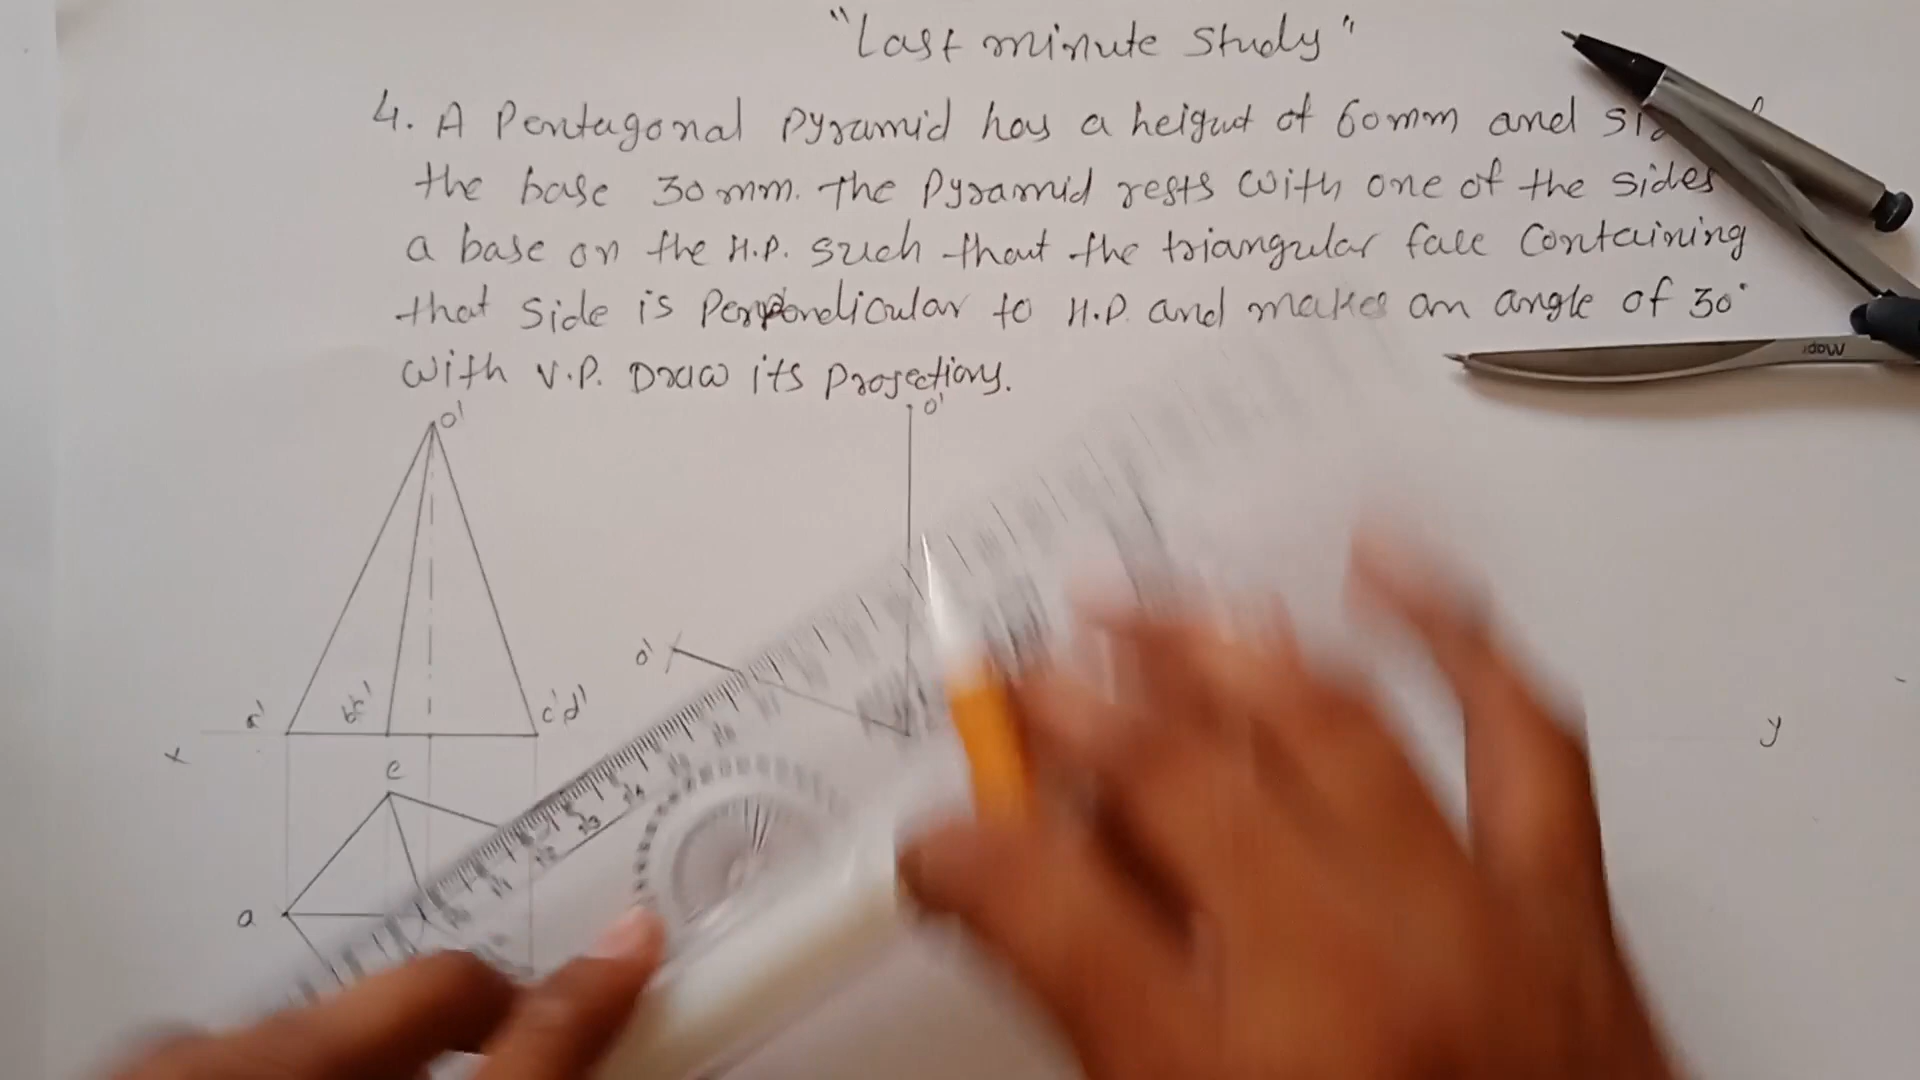 "Last minute study"
4. A Pentagonal pyramid has a height of 60mm and
the base 30mm. The Pyramid rests with one of the sides
a base on the H.P. such that the triangular face containing
that side is Perpendicular to H.P. and makes an angle of 30°
with V.P. Draw its Projections.
o'
o'
o'
a'
b'e'
c'd'
x
y
e
a